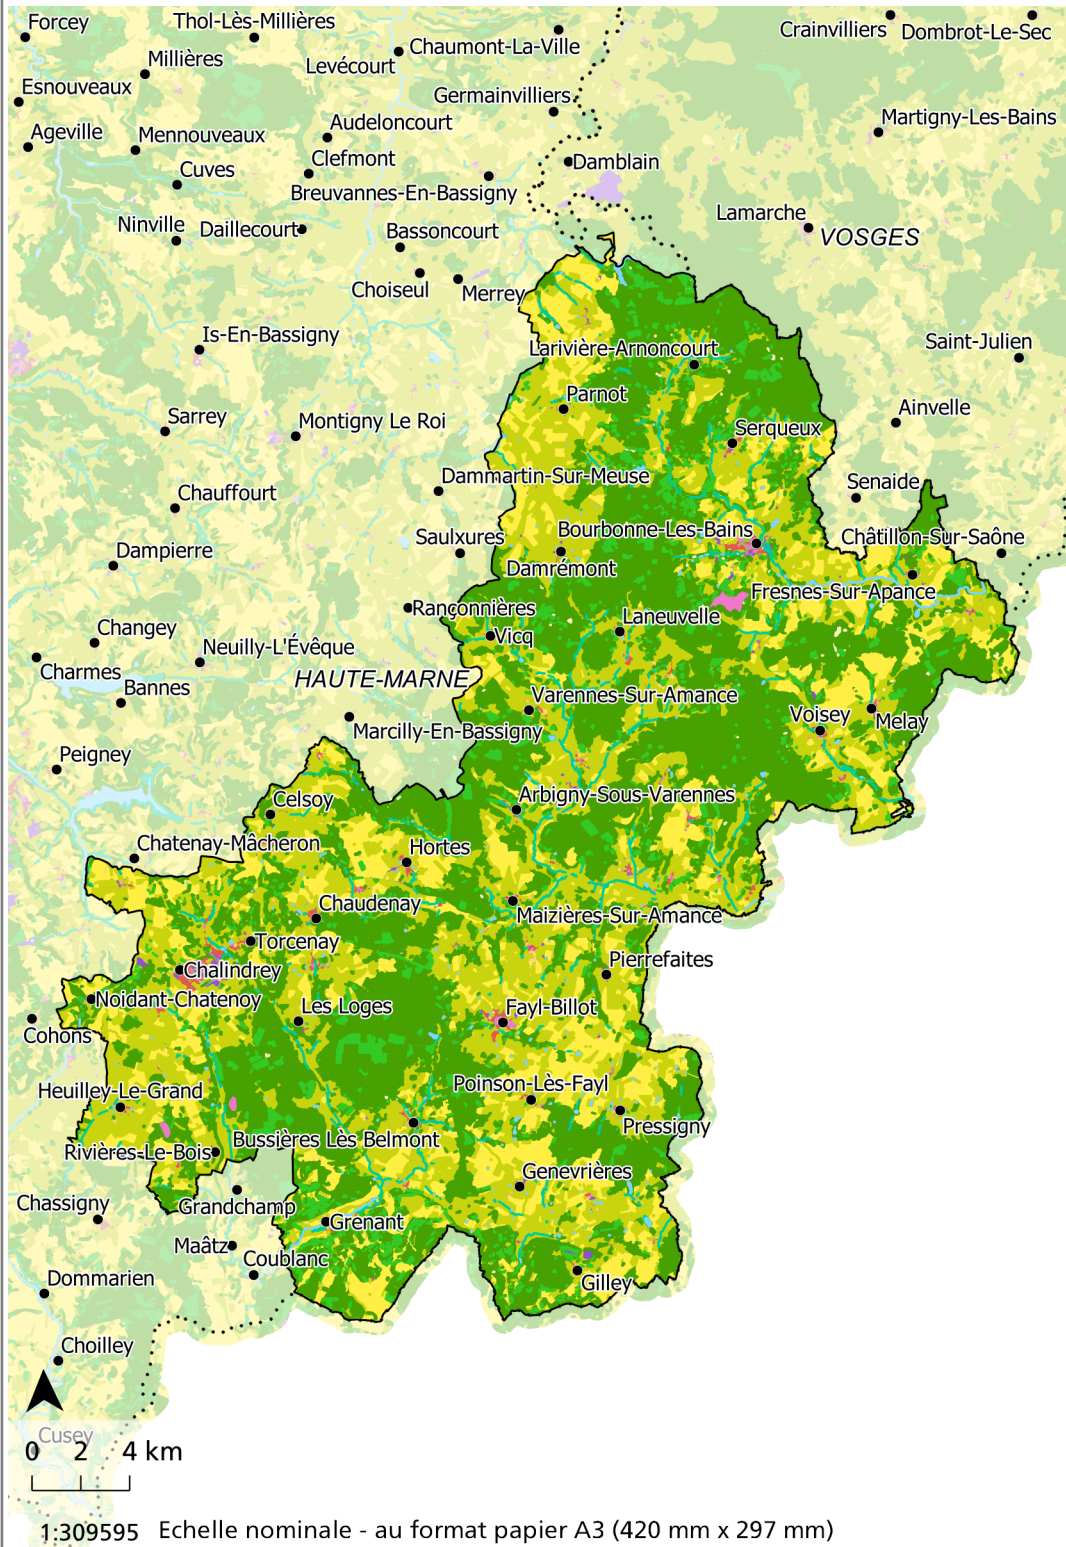 Forcey
Thol-Lès-Millières
Crainvilliers
Dombrot-Le-Sec
Chaumont-La-Ville
Levécourt
Millières
Esnouveaux
Germainvilliers
Martigny-Les-Bains
Ageville
Mennouveaux
Audeloncourt
Clefmont
Damblain
Cuves
Breuvannes-En-Bassigny
Lamarche
Ninville
Daillecourt
Bassoncourt
VOSGES
Choiseul
Merrey
Is-En-Bassigny
Larivière-Arnoncourt
Saint-Julien
Parnot
Ainvelle
Sarrey
Montigny Le Roi
Serqueux
Dammartin-Sur-Meuse
Senaide
Chauffourt
Bourbonne-Les-Bains
Saulxures
Châtillon-Sur-Saône
Dampierre
Damrémont
Fresnes-Sur-Apance
Rançonnières
Laneuvelle
Changey
Vicq
Neuilly-L'Évêque
Charmes
HAUTE-MARNE
Bannes
Varennes-Sur-Amance
Voisey
Melay
Marcilly-En-Bassigny
Peigney
Celsoy
Arbigny-Sous-Varennes
Chatenay-Mâcheron
Hortes
Chaudenay
Maizières-Sur-Amance
Torcenay
Pierrefaites
Chalindrey
Noidant-Chatenoy
Les Loges
Fayl-Billot
Cohons
Heuilley-Le-Grand
Poinson-Lès-Fayl
Pressigny
Bussières Lès Belmont
Rivières-Le-Bois
Genevrières
Chassigny
Grandchamp
Grenant
Maâtz
Coublanc
Dommarien
Gilley
Choilley
Cusey
0 2 4 km
1:309595 Echelle nominale - au format papier A3 (420 mm x 297 mm)